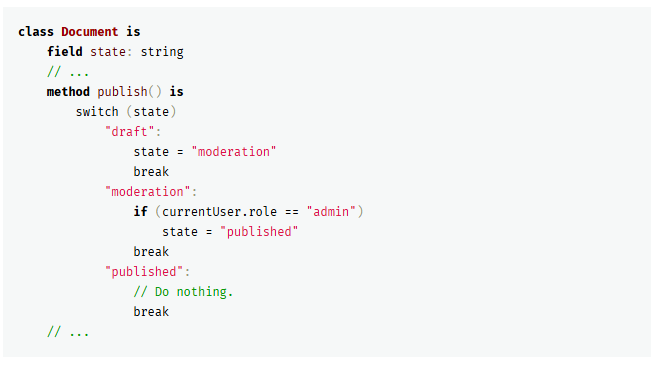 class Document is
    field state: string
    // ...
    method publish() is
        switch (state)
            "draft":
                state = "moderation"
                break
            "moderation":
                if (currentUser.role == "admin")
                    state = "published"
                break
            "published":
                // Do nothing.
                break
    // ...